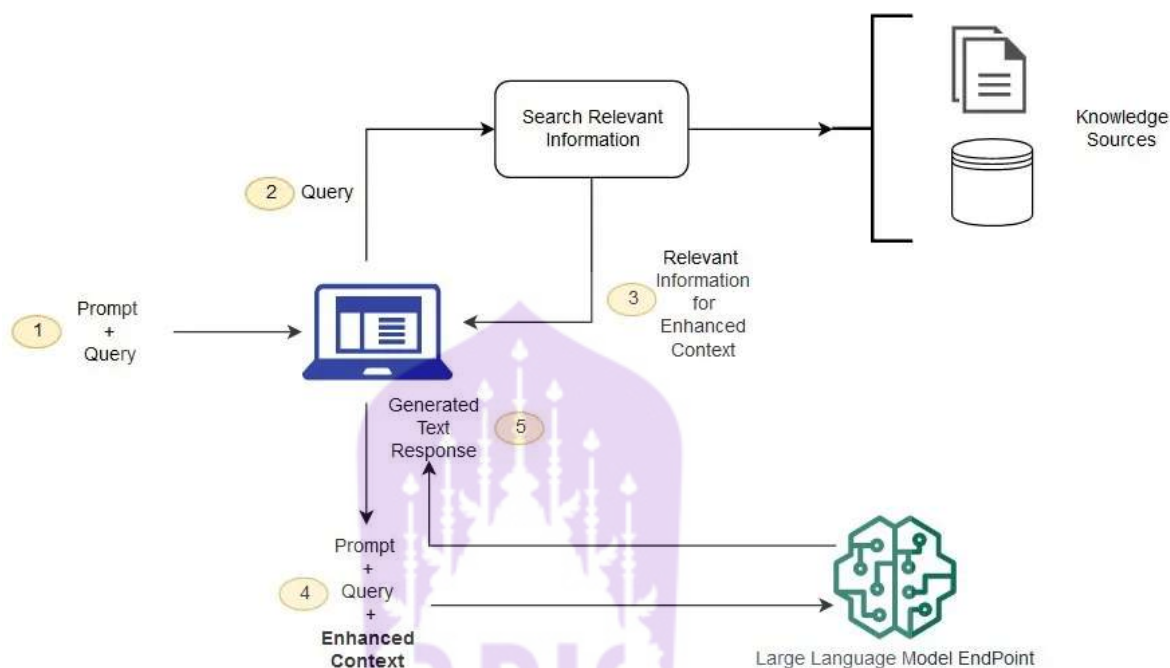 Search Relevant
Information
Knowledge
Sources
2 Query
Relevant
Information
for
Enhanced
Context
3
1
Prompt
+
Query
Generated
Text
Response
5
Prompt
+
Query
+
Enhanced
Context
4
Large Language Model EndPoint